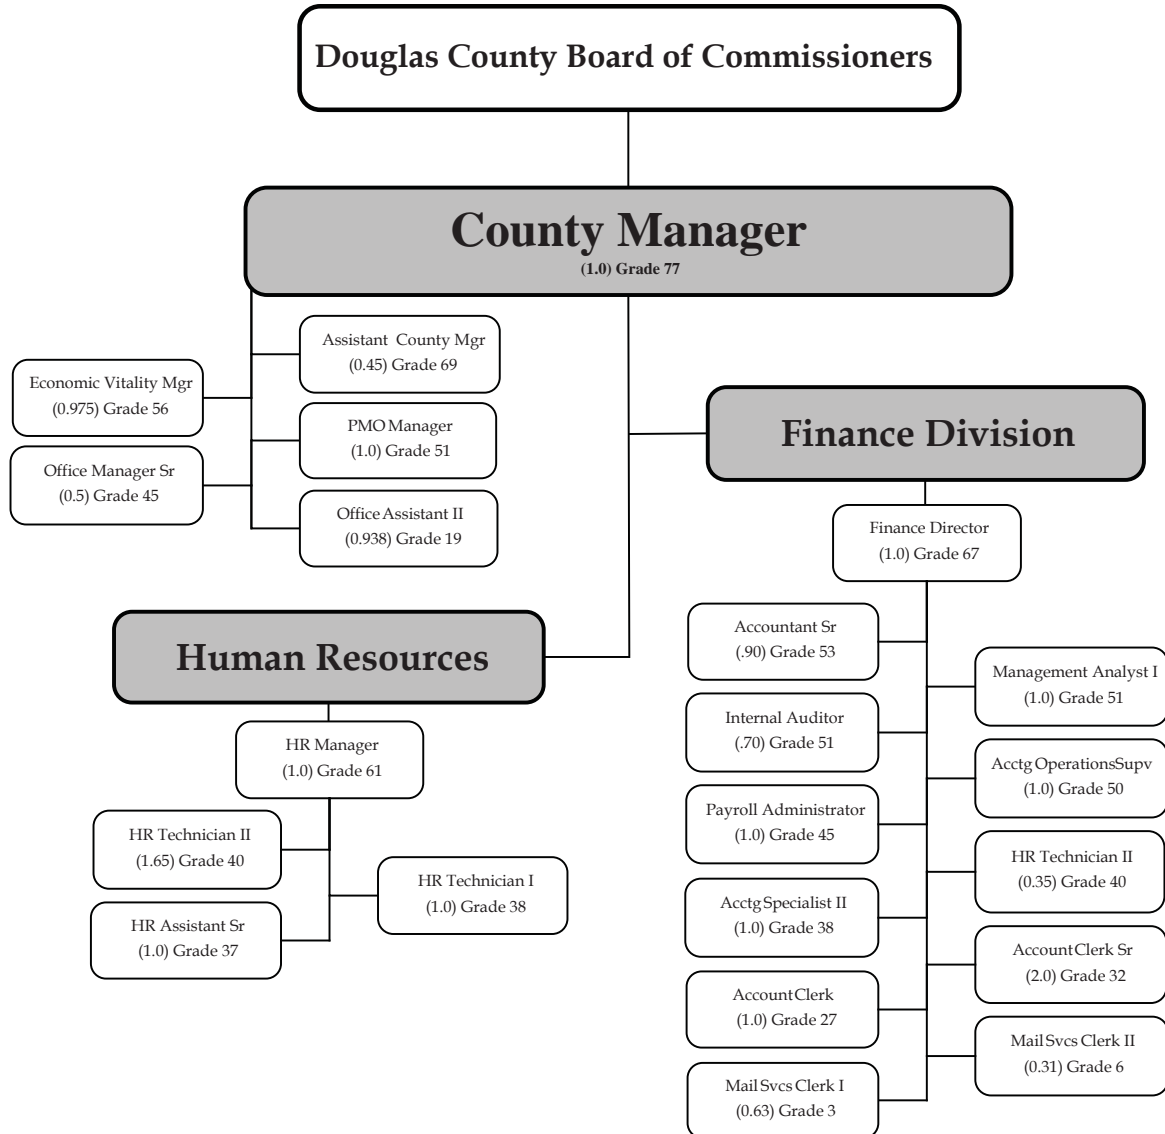 Douglas County Board of Commissioners
County Manager
(1.0) Grade 77
Assistant County Mgr
(0.45) Grade 69
Economic Vitality Mgr
(0.975) Grade 56
PMO Manager
(1.0) Grade 51
Office Manager Sr
(0.5) Grade 45
Office Assistant II
(0.938) Grade 19
Finance Division
Finance Director
(1.0) Grade 67
Accountant Sr
(.90) Grade 53
Management Analyst I
(1.0) Grade 51
Internal Auditor
(.70) Grade 51
Acctg OperationsSupv
(1.0) Grade 50
Payroll Administrator
(1.0) Grade 45
HR Technician II
(0.35) Grade 40
Acctg Specialist II
(1.0) Grade 38
Account Clerk Sr
(2.0) Grade 32
Account Clerk
(1.0) Grade 27
Mail Svcs Clerk II
(0.31) Grade 6
Mail Svcs Clerk I
(0.63) Grade 3
Human Resources
HR Manager
(1.0) Grade 61
HR Technician II
(1.65) Grade 40
HR Technician I
(1.0) Grade 38
HR Assistant Sr
(1.0) Grade 37